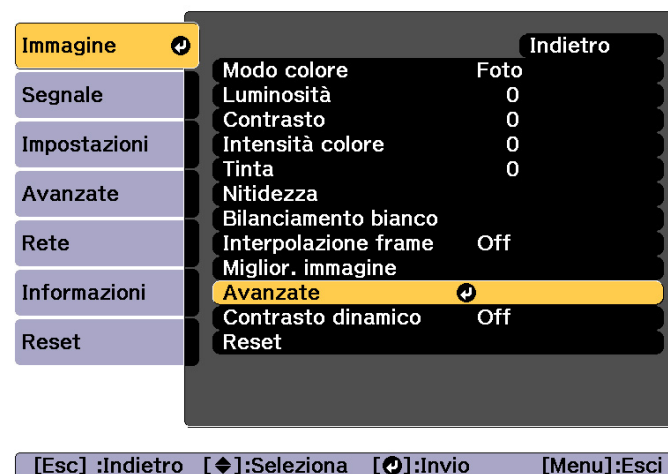 Immagine
Segnale
Impostazioni
Avanzate
Rete
Informazioni
Reset
Indietro
Modo colore Foto
Luminosità 0
Contrasto 0
Intensità colore 0
Tinta 0
Nitidezza
Bilanciamento bianco
Interpolazione frame Off
Miglior. immagine
Avanzate
Contrasto dinamico Off
Reset
[Esc] :Indietro [◆]:Seleziona [↵]:Invio [Menu]:Esci